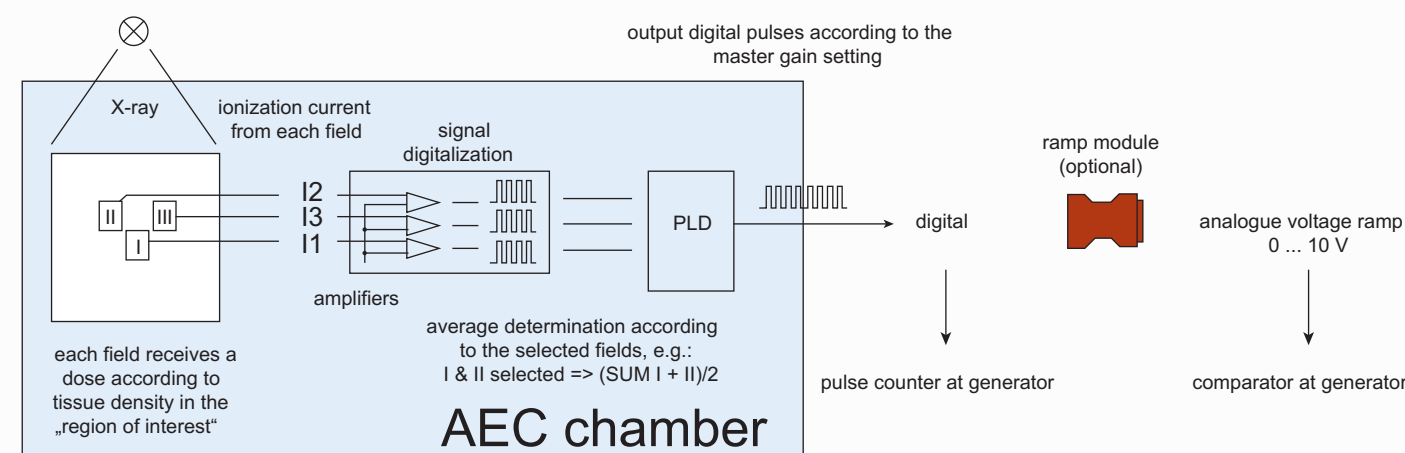 output digital pulses according to the
master gain setting
X-ray
ionization current
from each field
signal
digitalization
ramp module
(optional)
I2
I3
I1
II
III
I
PLD
digital
analogue voltage ramp
0 ... 10 V
amplifiers
average determination according
to the selected fields, e.g.:
I & II selected => (SUM I + II)/2
each field receives a
dose according to
tissue density in the
„region of interest“
pulse counter at generator
comparator at generator
AEC chamber